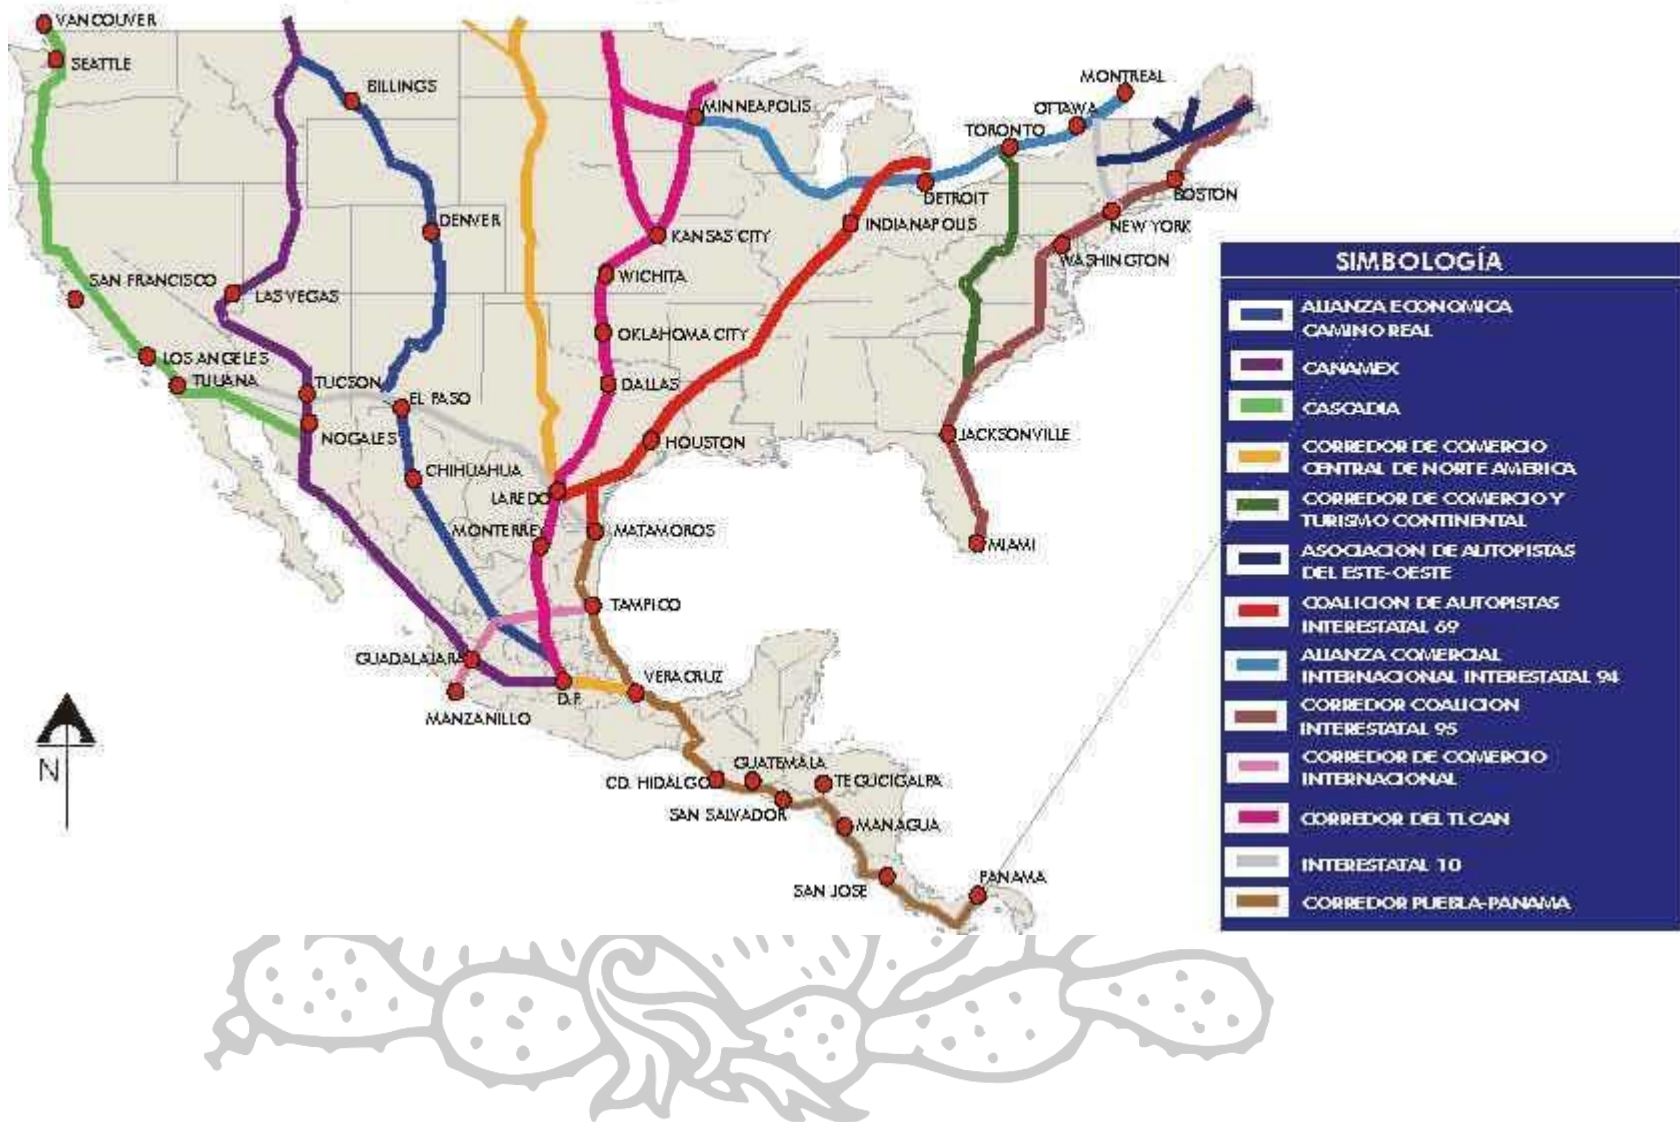 VANCOUVER
SEATTLE
BILLINGS
MINNEAPOLIS
MONTREAL
OTTAWA
TORONTO
DETROIT
BOSTON
NEW YORK
WASHINGTON
INDIANAPOLIS
DENVER
KANSAS CITY
WICHITA
SAN FRANCISCO
LAS VEGAS
OKLAHOMA CITY
LOS ANGELES
TIJUANA
TUCSON
EL PASO
DALLAS
NOGALES
HOUSTON
JACKSONVILLE
CHIHUAHUA
LAREDO
MONTERREY
MATAMOROS
MIAMI
TAMPICO
GUADALAJARA
VERACRUZ
D.F.
MANZANILLO
GUATEMALA
CD. HIDALGO
TEGUCIGALPA
SAN SALVADOR
MANAGUA
SAN JOSE
PANAMA
N
SIMBOLOGÍA
ALIANZA ECONOMICA
CAMINO REAL
CANAMEX
CASCADIA
CORREDOR DE COMERCIO
CENTRAL DE NORTE AMERICA
CORREDOR DE COMERCIO Y
TURISMO CONTINENTAL
ASOCIACION DE AUTOPISTAS
DEL ESTE-OESTE
COALICION DE AUTOPISTAS
INTERESTATAL 69
ALIANZA COMERCIAL
INTERNACIONAL INTERESTATAL 94
CORREDOR COALICION
INTERESTATAL 95
CORREDOR DE COMERCIO
INTERNACIONAL
CORREDOR DEL TLCAN
INTERESTATAL 10
CORREDOR PUEBLA-PANAMA